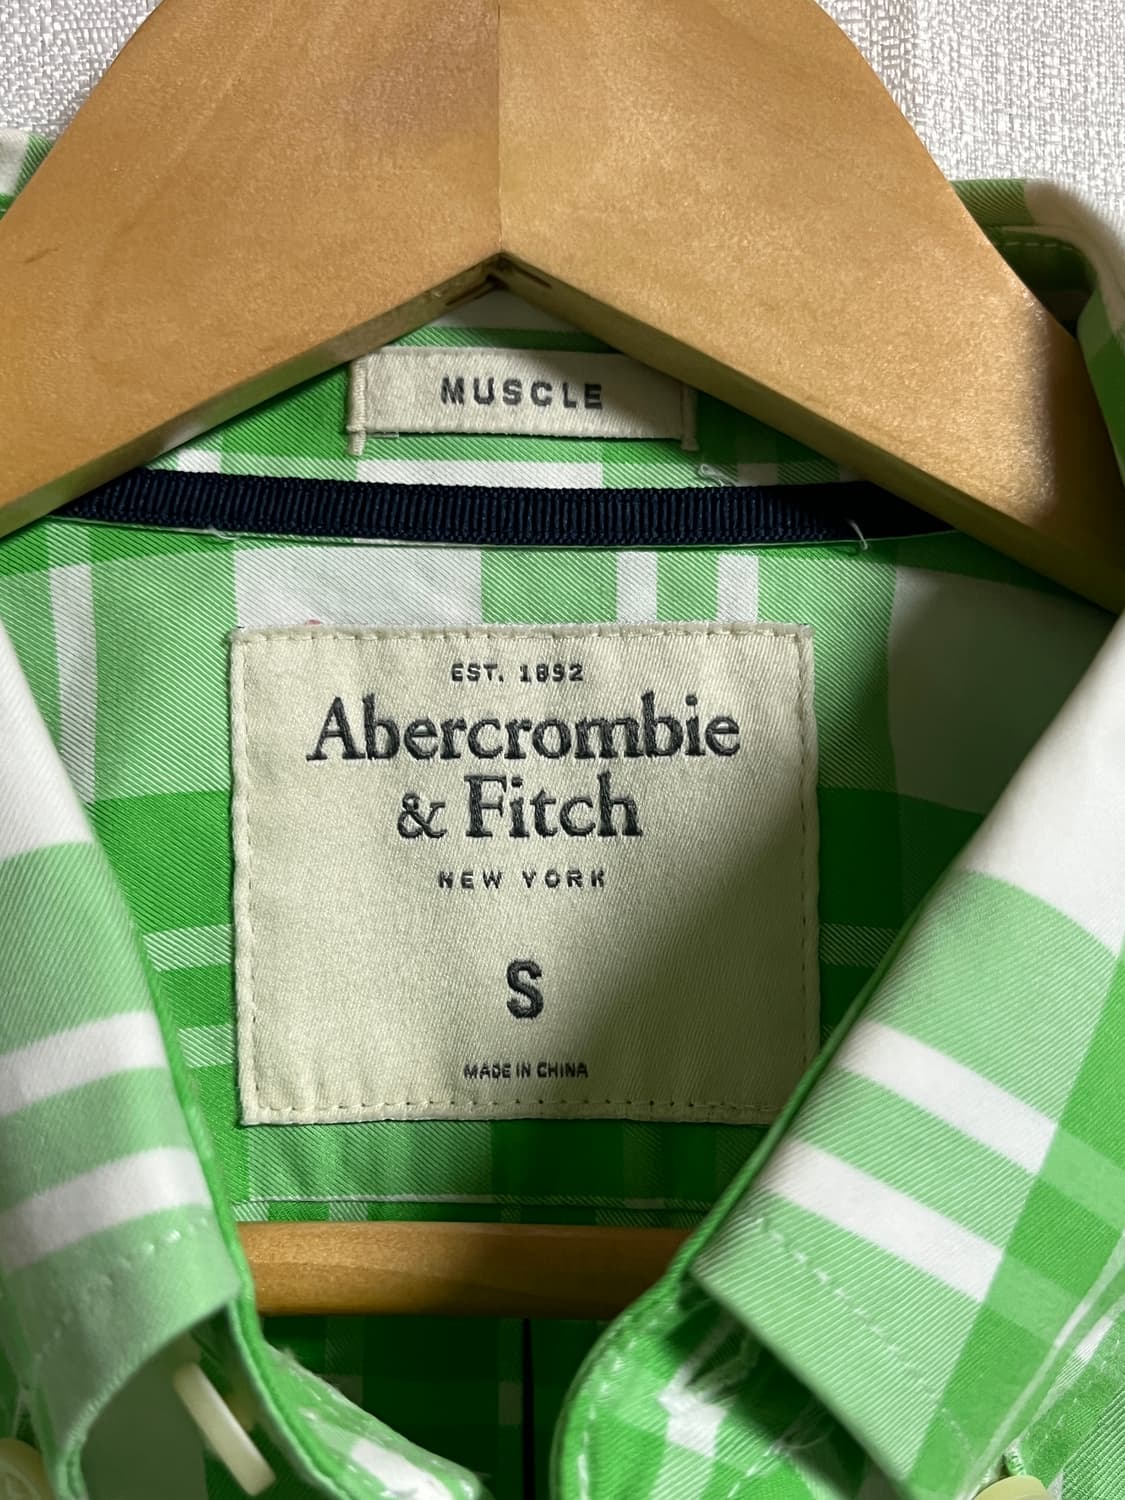 MUSCLE
EST. 1892
Abercrombie
& Fitch
NEW YORK
S
MADE IN CHINA